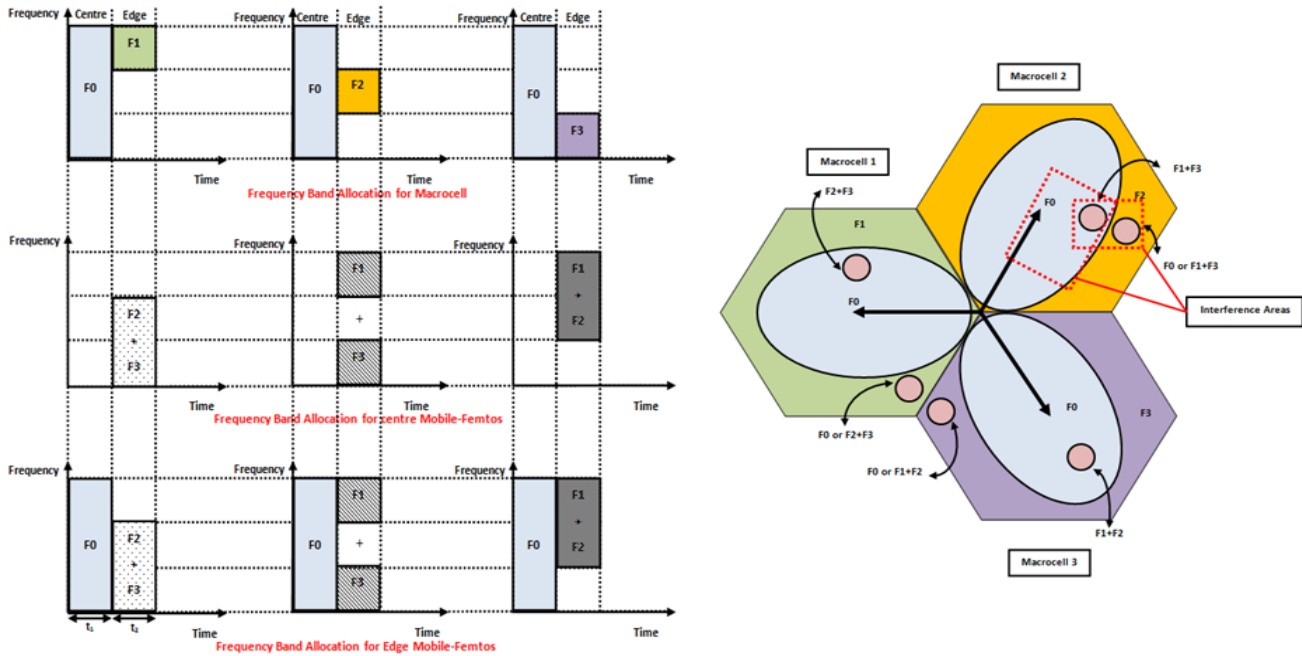 Frequency Centre Edge Frequency Centre Edge Frequency Centre Edge
F1
F0 F0 F2 F0
F3
Time Time Time
Frequency Band Allocation for Macrocell
Frequency Frequency Frequency
F1 F1
F2 + +
+ F2
F3 F3
Time Time Time
Frequency Band Allocation for centre Mobile-Femtos
Frequency Frequency Frequency
F1 F1
F0 F2 F0 + F0 +
+ F2
F3 F3
t₁ t₂ Time Time Time
Frequency Band Allocation for Edge Mobile-Femtos
Macrocell 2
Macrocell 1
F1+F3
F2+F3
F2
F0
F1
F0 or F1+F3
F0
Interference Areas
F0 F3
F0 or F2+F3
F0 or F1+F2
F1+F2
Macrocell 3